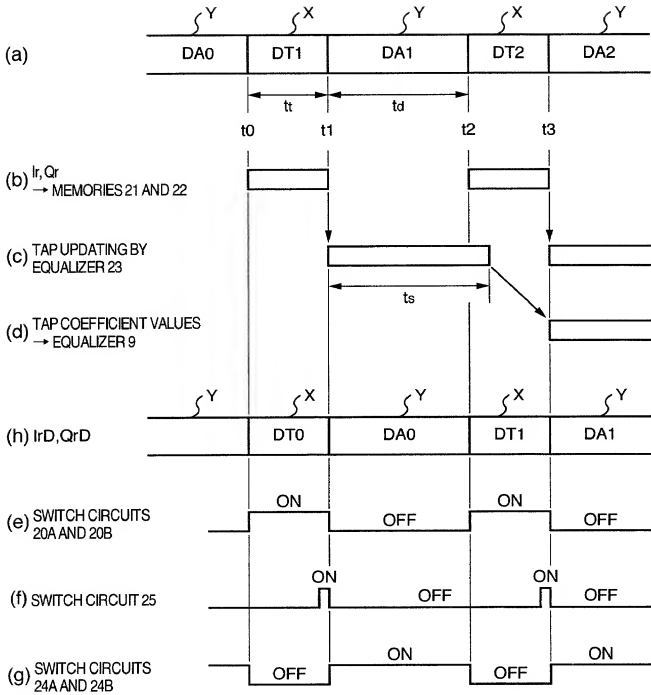 Y X Y X Y
(a) DA0 DT1 DA1 DT2 DA2
tt td
t0 t1 t2 t3
(b) Ir, Qr
→ MEMORIES 21 AND 22
(c) TAP UPDATING BY
EQUALIZER 23
ts
(d) TAP COEFFICIENT VALUES
→ EQUALIZER 9
Y X Y X Y
(h) IrD, QrD DT0 DA0 DT1 DA1
ON ON
(e) SWITCH CIRCUITS
20A AND 20B
OFF OFF
ON ON
(f) SWITCH CIRCUIT 25 OFF OFF
ON ON
(g) SWITCH CIRCUITS
24A AND 24B
OFF OFF